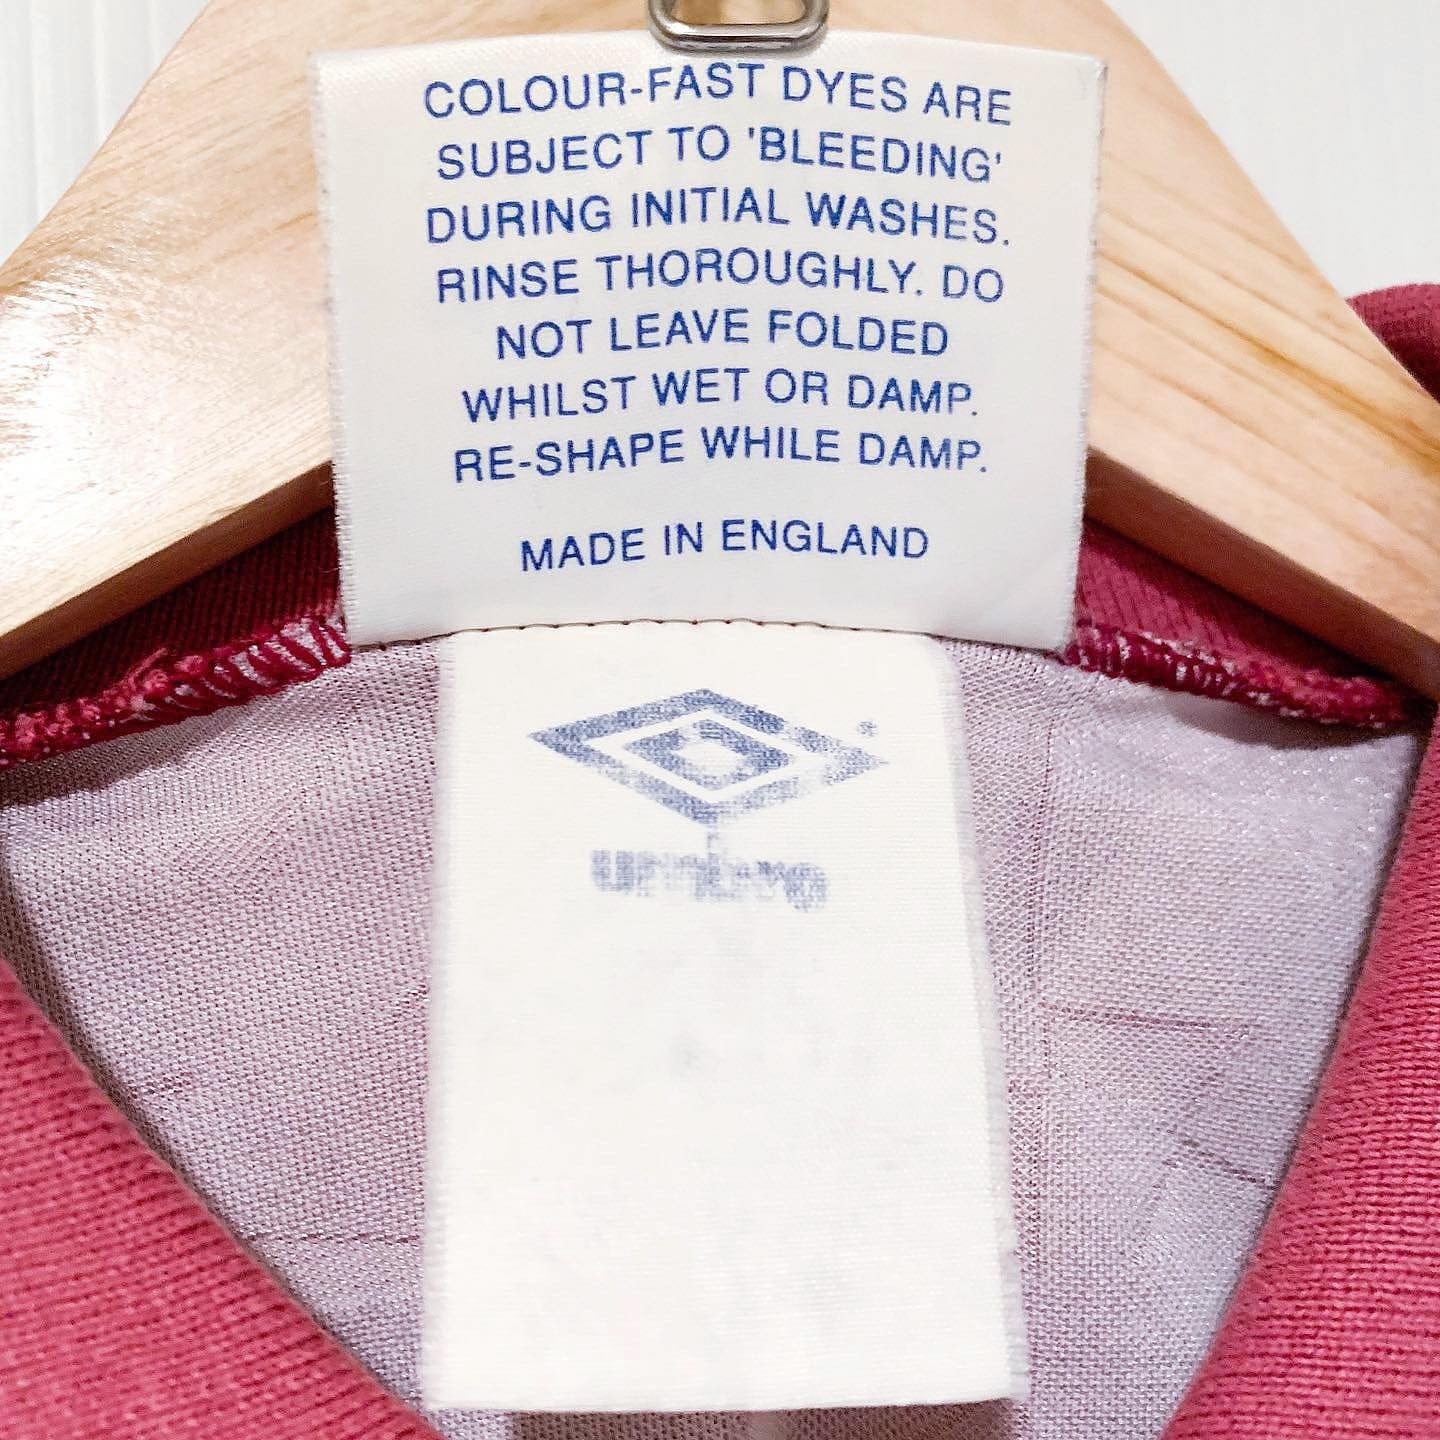 COLOUR-FAST DYES ARE
SUBJECT TO 'BLEEDING'
DURING INITIAL WASHES.
RINSE THOROUGHLY. DO
NOT LEAVE FOLDED
WHILST WET OR DAMP.
RE-SHAPE WHILE DAMP.
MADE IN ENGLAND